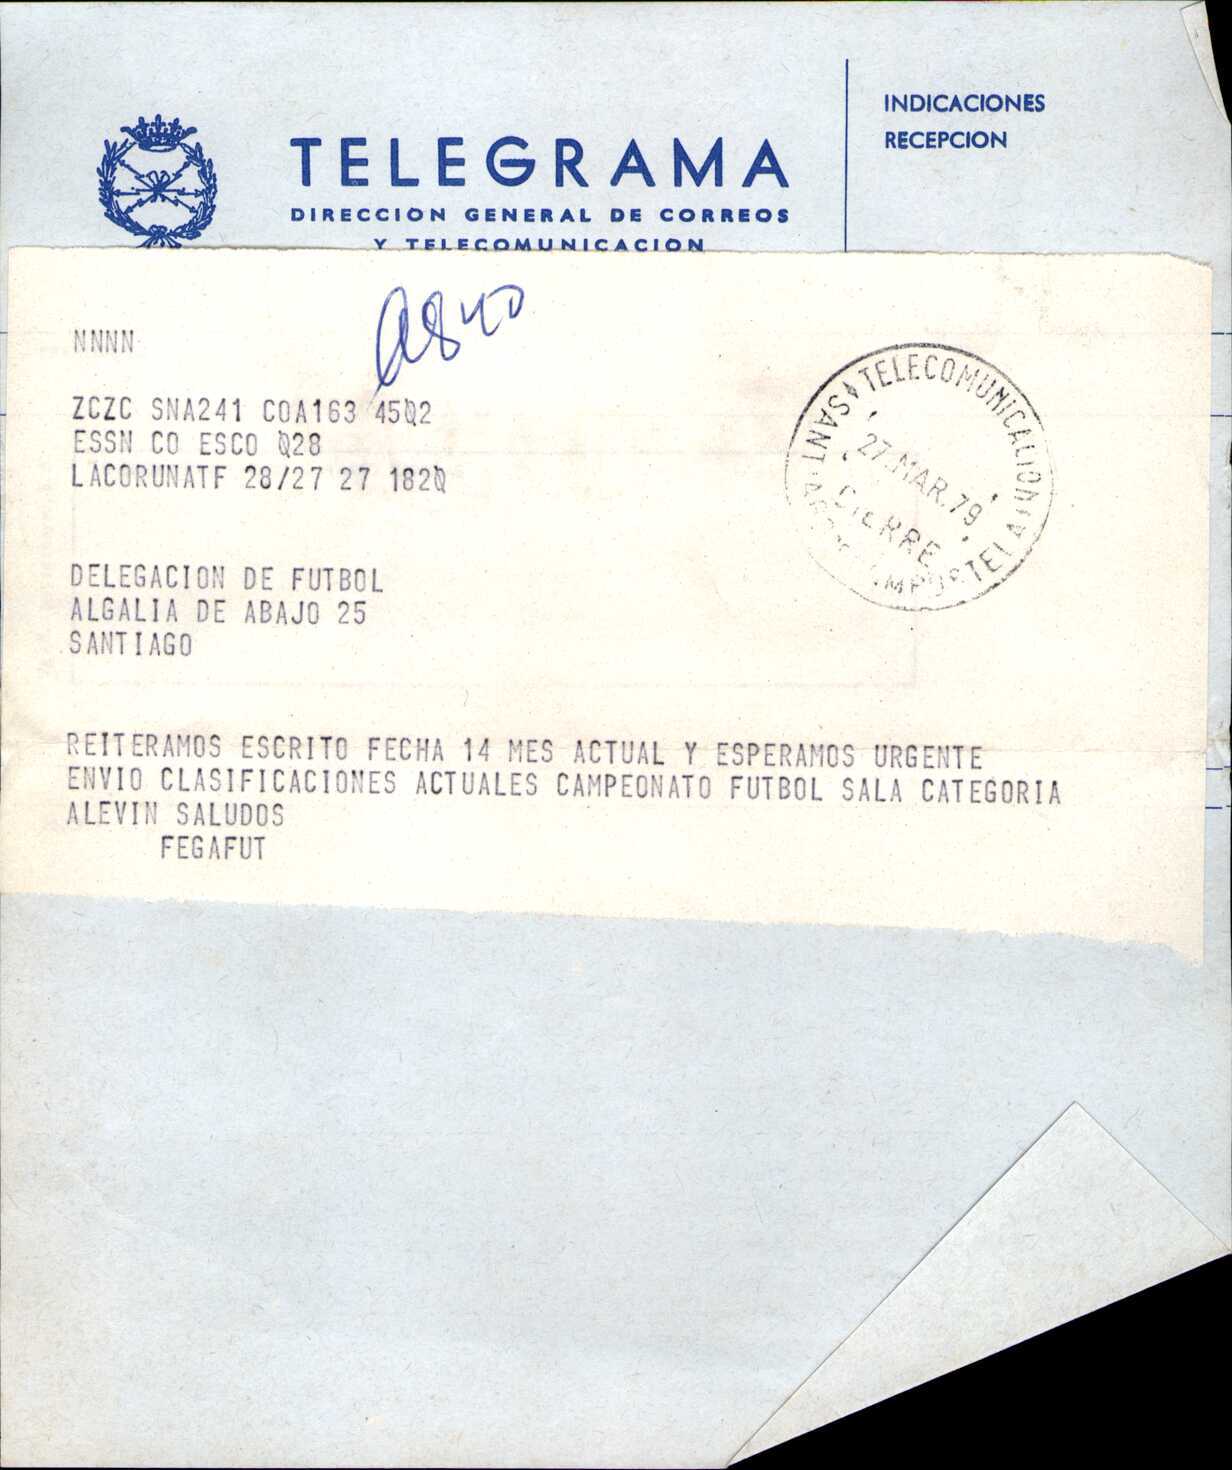 TELEGRAMA
DIRECCION GENERAL DE CORREOS
Y TELECOMUNICACION
INDICACIONES
RECEPCION
NNNN
ZCZC SNA241 COA163 4502
ESSN CO ESCO 028
LACORUNATF 28/27 27 1820
TELECOMUNICACION
27.MAR.79
CIERRE
DELEGACION DE FUTBOL
ALGALIA DE ABAJO 25
SANTIAGO
REITERAMOS ESCRITO FECHA 14 MES ACTUAL Y ESPERAMOS URGENTE
ENVIO CLASIFICACIONES ACTUALES CAMPEONATO FUTBOL SALA CATEGORIA
ALEVIN SALUDOS
FEGAFUT